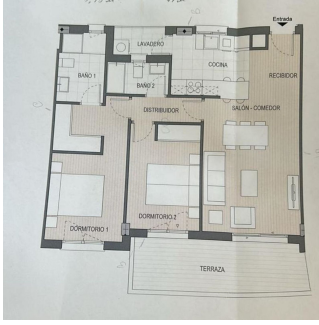 Entrada
LAVADERO
COCINA
RECIBIDOR
BAÑO 1
BAÑO 2
DISTRIBUIDOR
SALÓN - COMEDOR
DORMITORIO 2
DORMITORIO 1
TERRAZA